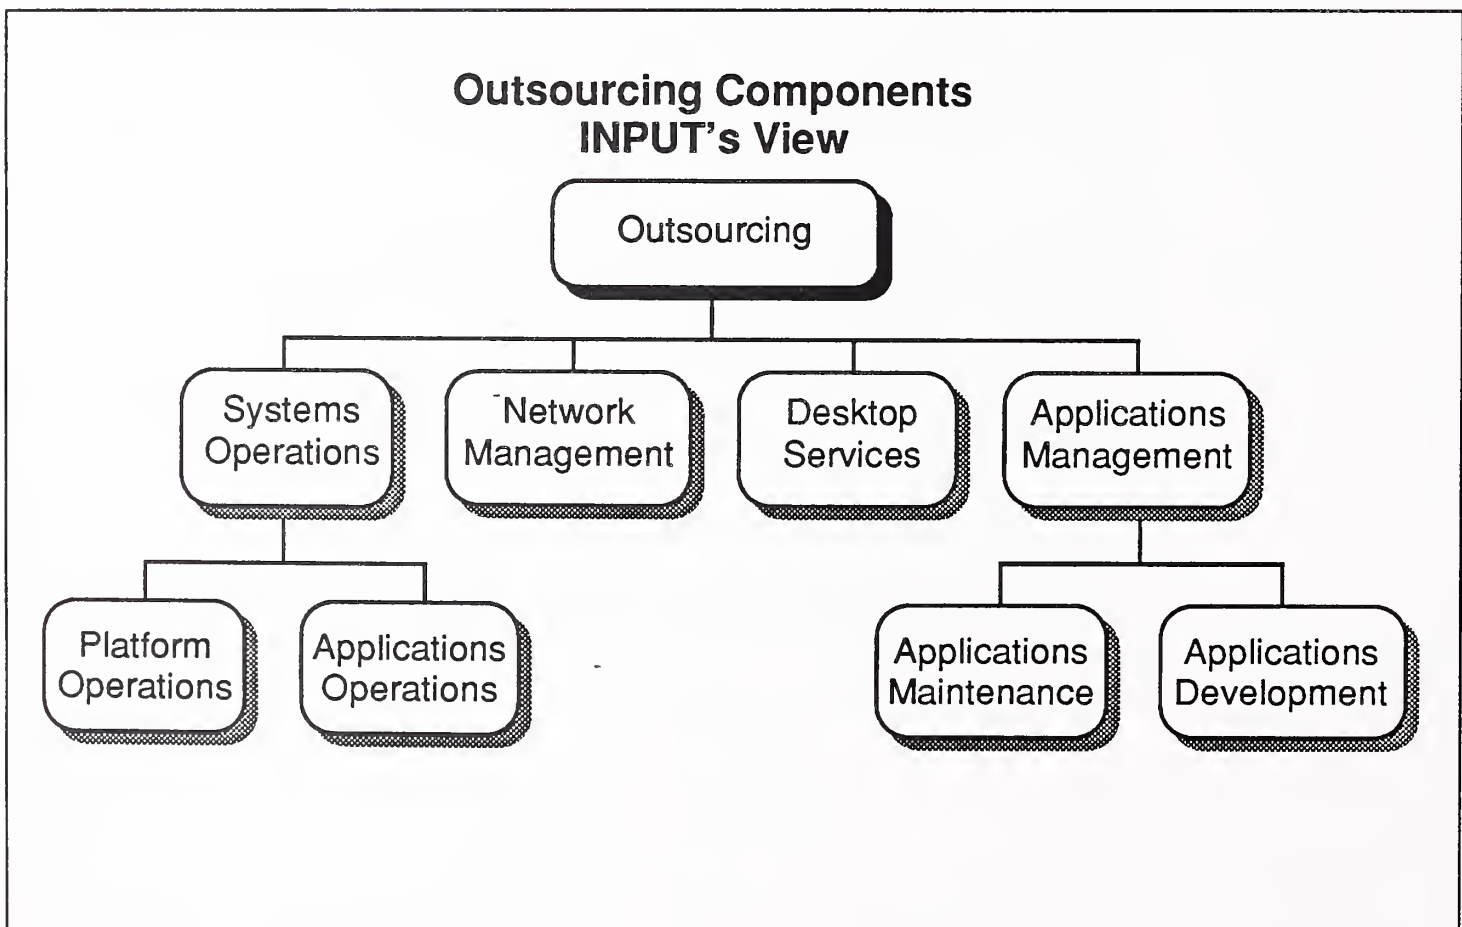 Outsourcing Components
INPUT's View
Outsourcing
Systems
Operations
Network
Management
Desktop
Services
Applications
Management
Platform
Operations
Applications
Operations
Applications
Maintenance
Applications
Development